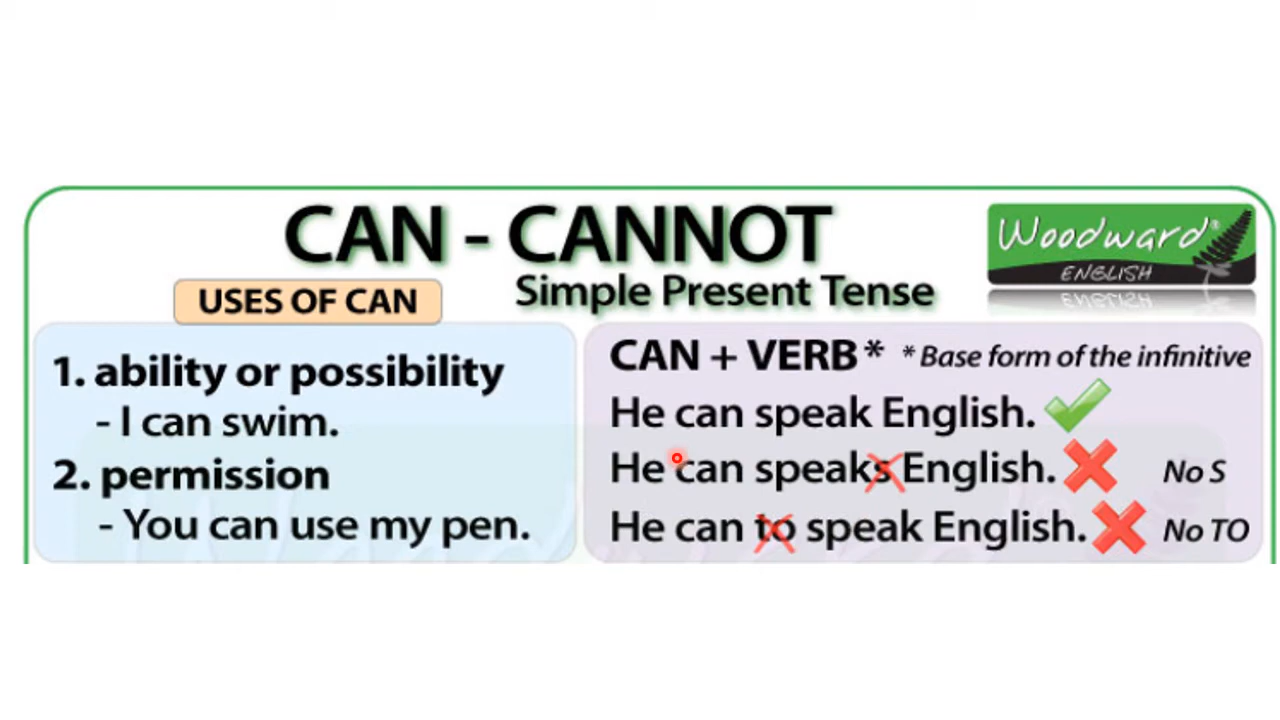 CAN - CANNOT
Simple Present Tense
Woodward®
ENGLISH
USES OF CAN
1. ability or possibility
- I can swim.
2. permission
- You can use my pen.
CAN + VERB* * Base form of the infinitive
He can speak English.
He can speaks English. No S
He can to speak English. No TO